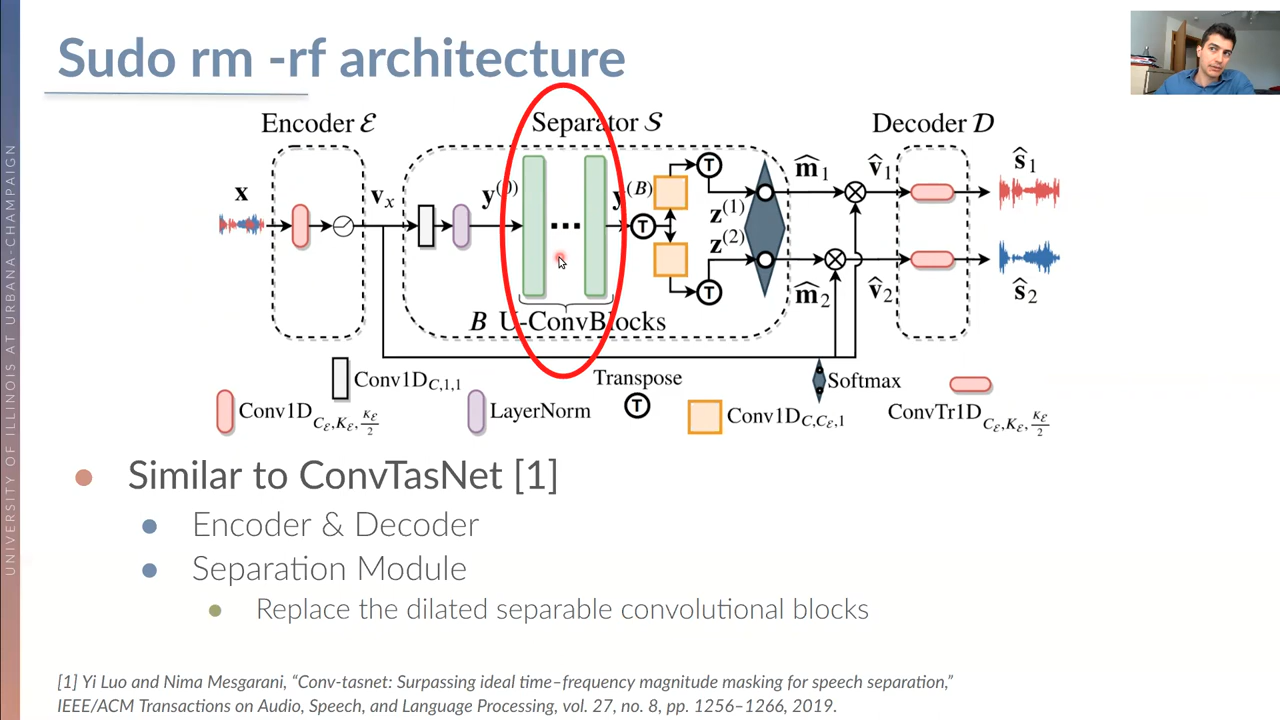 Sudo rm -rf architecture
UNIVERSITY OF ILLINOIS AT URBANA-CHAMPAIGN
Encoder ℰ
Separator 𝒮
Decoder 𝒟
x
v_x
y^(0)
...
y^(B)
T
T
T
z^(1)
z^(2)
m̂_1
m̂_2
v̂_1
v̂_2
ŝ_1
ŝ_2
B U-ConvBlocks
Conv1D_{C,1,1}
Transpose
T
Softmax
Conv1D_{C_ℰ,K_ℰ,K_ℰ/2}
LayerNorm
Conv1D_{C,C_ℰ,1}
ConvTr1D_{C_ℰ,K_ℰ,K_ℰ/2}
• Similar to ConvTasNet [1]
• Encoder & Decoder
• Separation Module
• Replace the dilated separable convolutional blocks
[1] Yi Luo and Nima Mesgarani, “Conv-tasnet: Surpassing ideal time–frequency magnitude masking for speech separation,”
IEEE/ACM Transactions on Audio, Speech, and Language Processing, vol. 27, no. 8, pp. 1256–1266, 2019.